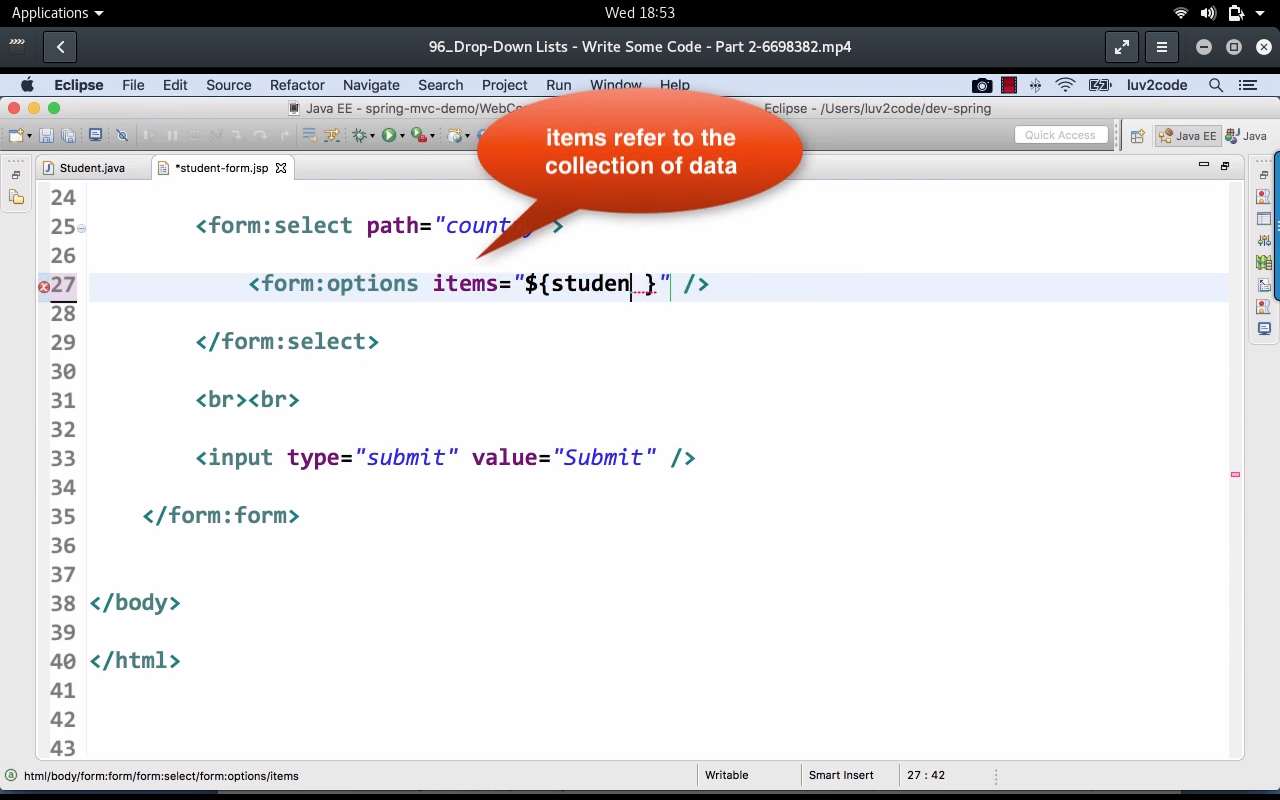 Applications
Wed 18:53
96_Drop-Down Lists - Write Some Code - Part 2-6698382.mp4
Eclipse File Edit Source Refactor Navigate Search Project Run Window Help luv2code
Java EE - spring-mvc-demo/WebCon Eclipse - /Users/luv2code/dev-spring
Quick Access Java EE Java
items refer to the
collection of data
Student.java *student-form.jsp
24
25 <form:select path="country">
26
27 <form:options items="${studen }" />
28
29 </form:select>
30
31 <br><br>
32
33 <input type="submit" value="Submit" />
34
35 </form:form>
36
37
38 </body>
39
40 </html>
41
42
43
html/body/form:form/form:select/form:options/items Writable Smart Insert 27 : 42